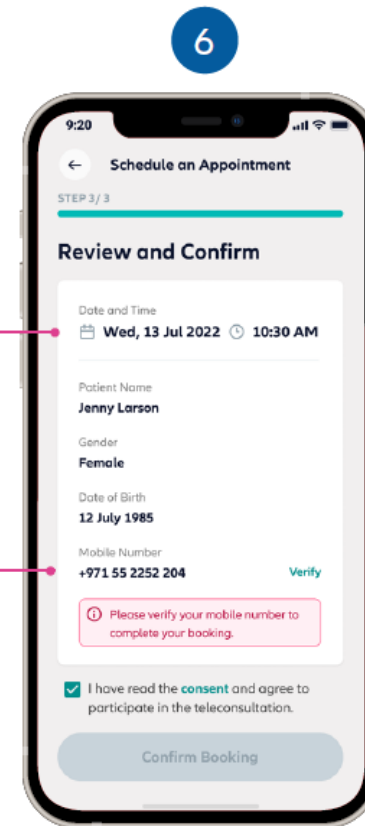 6
9:20
Schedule an Appointment
STEP 3/ 3
Review and Confirm
Date and Time
Wed, 13 Jul 2022 10:30 AM
Patient Name
Jenny Larson
Gender
Female
Date of Birth
12 July 1985
Mobile Number
+971 55 2252 204 Verify
Please verify your mobile number to
complete your booking.
I have read the consent and agree to
participate in the teleconsultation.
Confirm Booking